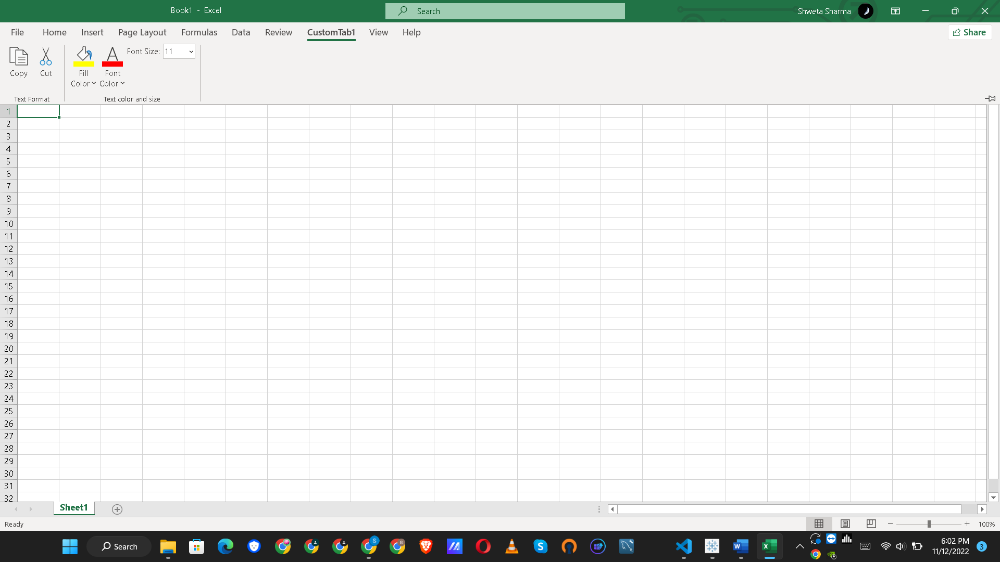 Book1 - Excel
Search
Shweta Sharma
File Home Insert Page Layout Formulas Data Review CustomTab1 View Help
Share
Copy Cut
Fill Color Font Color
Font Size: 11
Text Format Text color and size
1
2
3
4
5
6
7
8
9
10
11
12
13
14
15
16
17
18
19
20
21
22
23
24
25
26
27
28
29
30
31
32
Sheet1
Ready
100%
Search
6:02 PM
11/12/2022
3